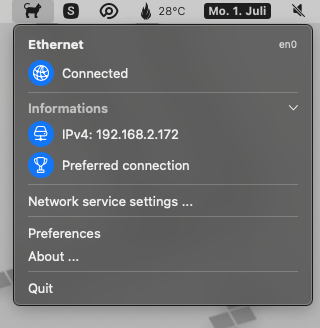 S
28°C
Mo. 1. Juli
Ethernet
en0
Connected
Informations
IPv4: 192.168.2.172
Preferred connection
Network service settings ...
Preferences
About ...
Quit